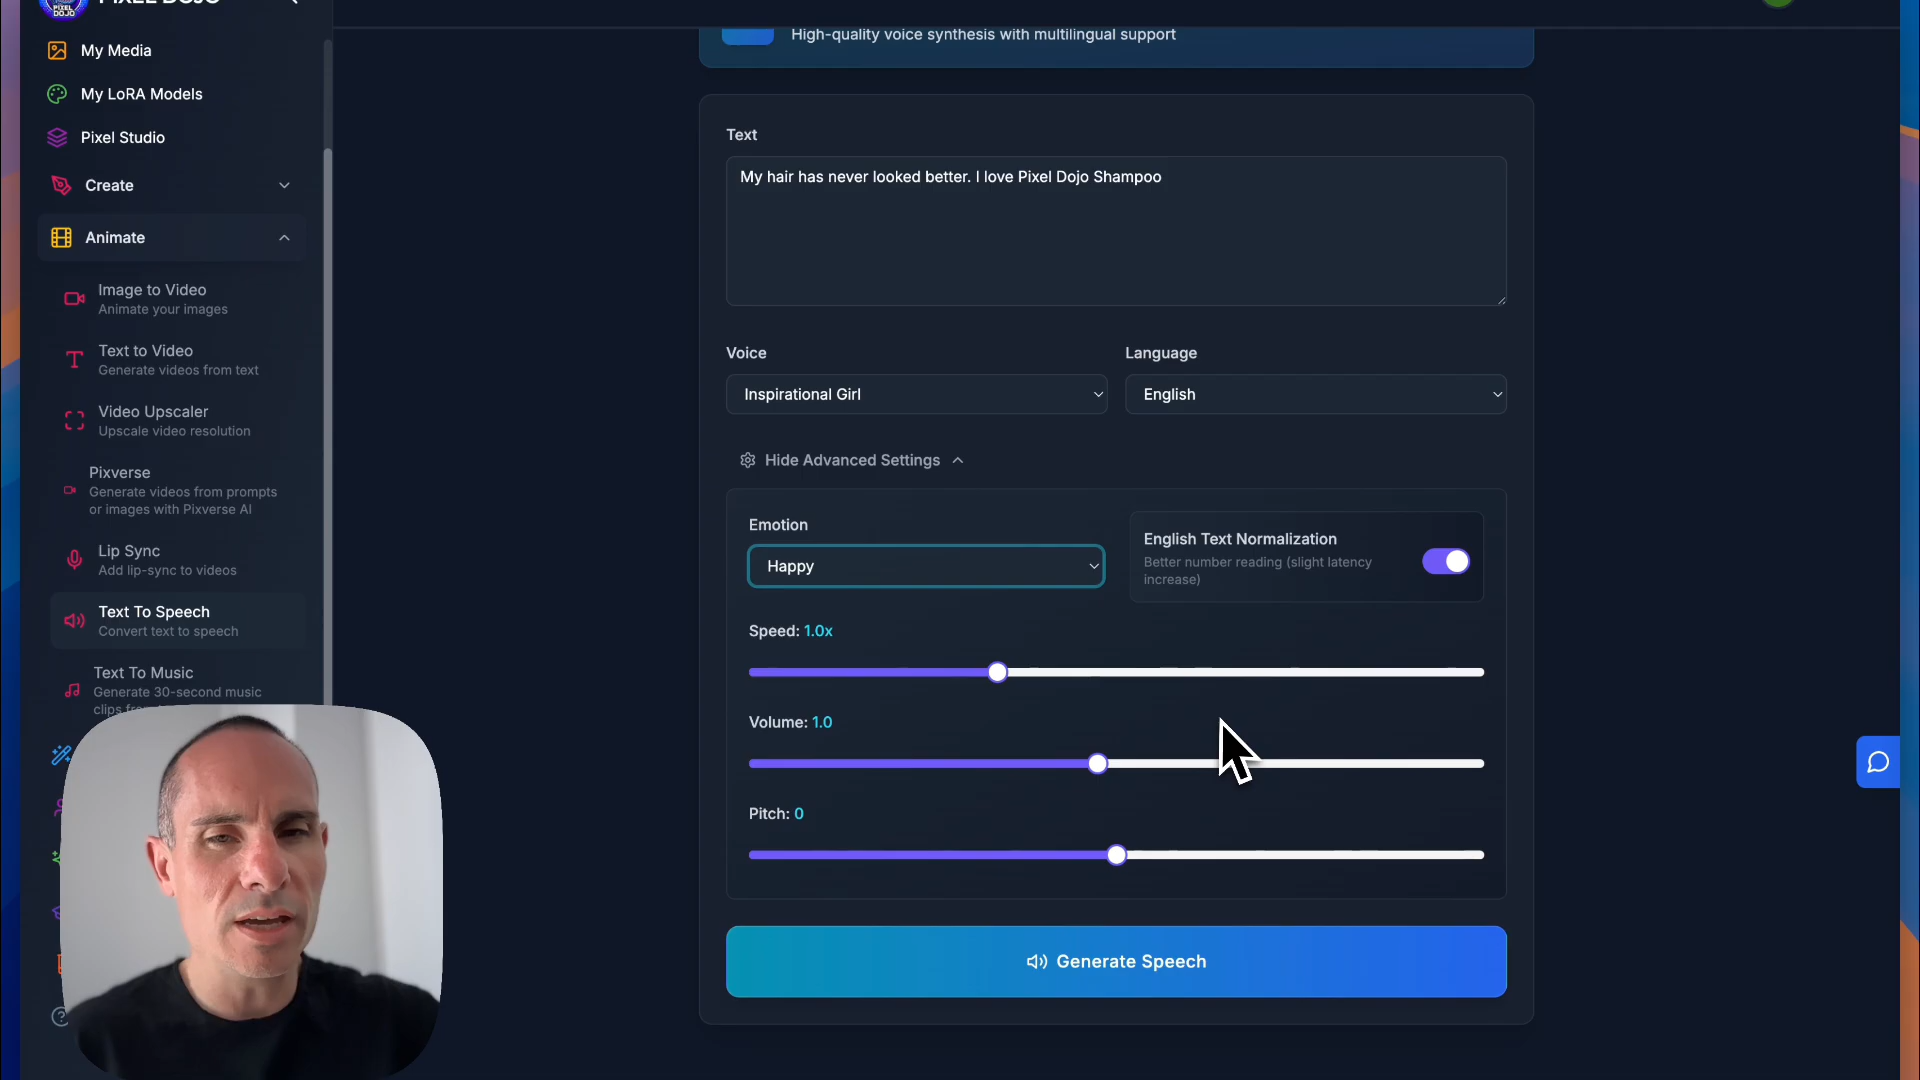 PIXEL DOJO
My Media
My LoRA Models
Pixel Studio
Create
Animate
Image to Video
Animate your images
Text to Video
Generate videos from text
Video Upscaler
Upscale video resolution
Pixverse
Generate videos from prompts
or images with Pixverse AI
Lip Sync
Add lip-sync to videos
Text To Speech
Convert text to speech
Text To Music
Generate 30-second music
clips
High-quality voice synthesis with multilingual support
Text
My hair has never looked better. I love Pixel Dojo Shampoo
Voice
Language
Inspirational Girl
English
Hide Advanced Settings
Emotion
Happy
English Text Normalization
Better number reading (slight latency
increase)
Speed: 1.0x
Volume: 1.0
Pitch: 0
Generate Speech